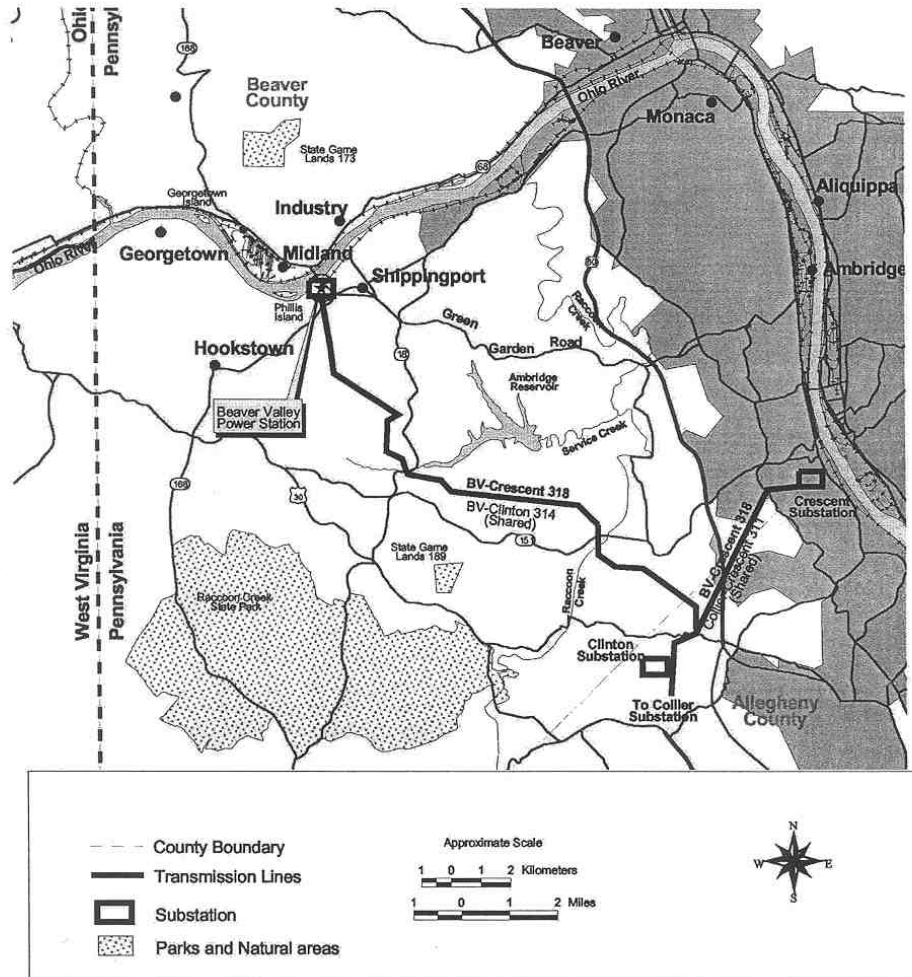 Ohio
Pennsyl
168
Beaver
Beaver
County
Ohio River
Monaca
State Game
Lands 173
68
Georgetown
Island
Industry
Aliquippa
Ohio River
Georgetown
Midland
Shippingport
Ambridge
Phillis
Island
Raccoon
Creek
Green
Garden Road
Hookstown
18
Ambridge
Reservoir
Beaver Valley
Power Station
Service Creek
168
30
BV-Crescent 318
BV-Clinton 314
(Shared)
151
Crescent
Substation
BV-Crescent 318
Crescent 311
(Shared)
State Game
Lands 189
West Virginia
Pennsylvania
Raccoon Creek
State Park
Raccoon
Creek
Clinton
Substation
To Collier
Substation
Allegheny
County
County Boundary
Transmission Lines
Substation
Parks and Natural areas
Approximate Scale
1 0 1 2 Kilometers
1 0 1 2 Miles
N
W E
S